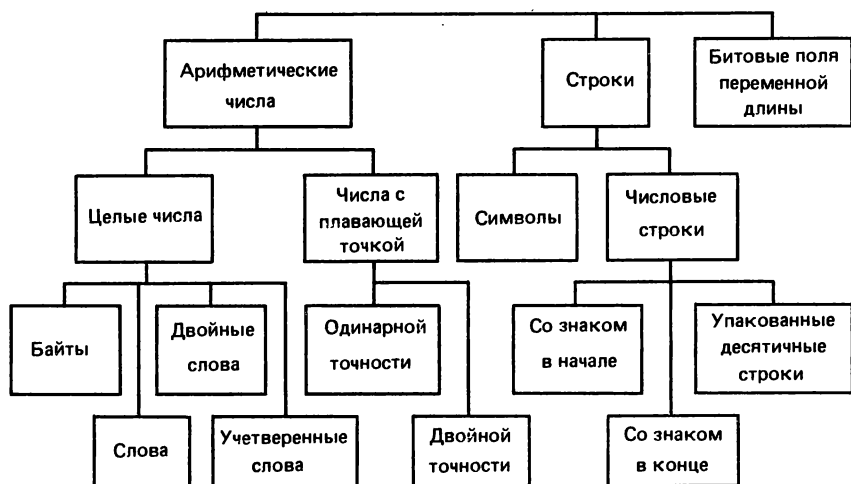 Арифметические
числа
Строки
Битовые поля
переменной
длины
Целые числа
Числа с
плавающей
точкой
Символы
Числовые
строки
Байты
Двойные
слова
Одинарной
точности
Со знаком
в начале
Упакованные
десятичные
строки
Слова
Учетверенные
слова
Двойной
точности
Со знаком
в конце